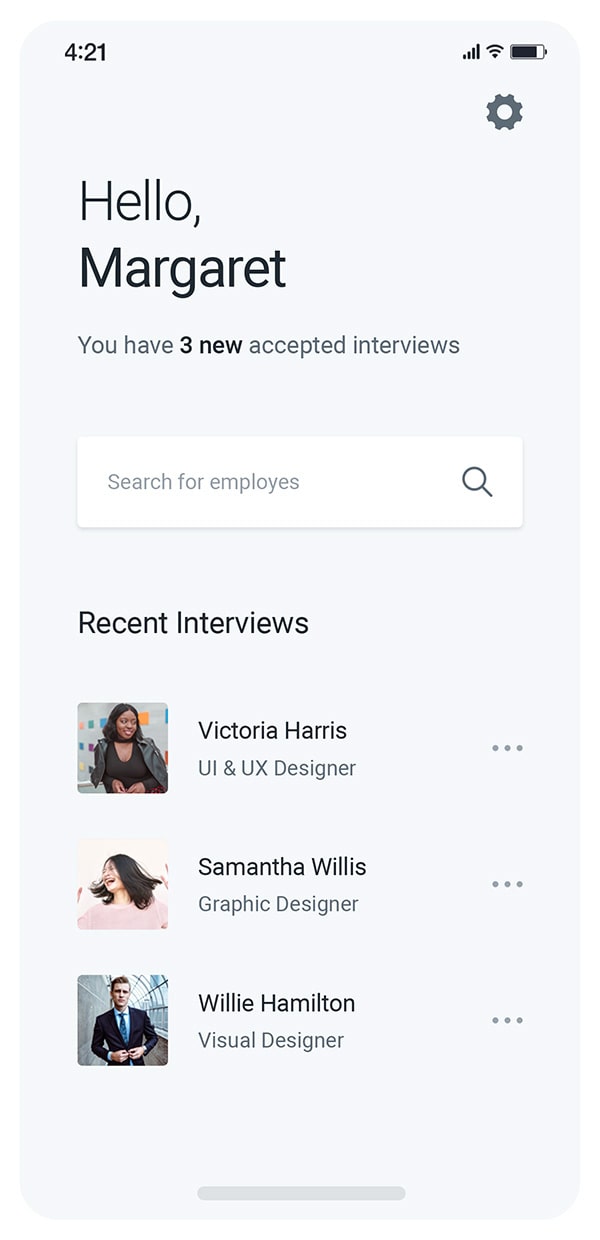 4:21
Hello,
Margaret
You have 3 new accepted interviews
Search for employes
Recent Interviews
Victoria Harris
UI & UX Designer
Samantha Willis
Graphic Designer
Willie Hamilton
Visual Designer